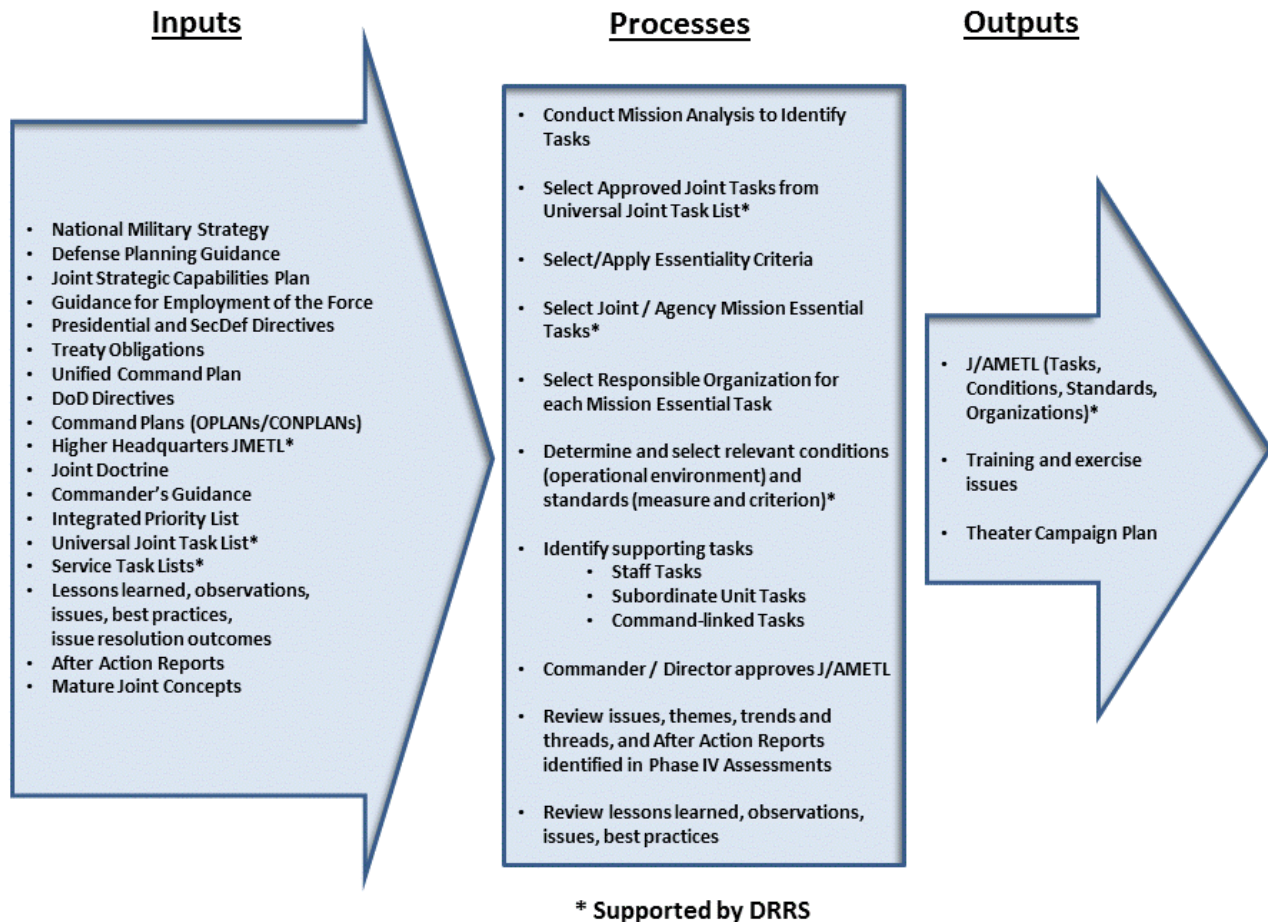 Inputs
Processes
Outputs
• National Military Strategy
• Defense Planning Guidance
• Joint Strategic Capabilities Plan
• Guidance for Employment of the Force
• Presidential and SecDef Directives
• Treaty Obligations
• Unified Command Plan
• DoD Directives
• Command Plans (OPLANs/CONPLANs)
• Higher Headquarters JMETL*
• Joint Doctrine
• Commander's Guidance
• Integrated Priority List
• Universal Joint Task List*
• Service Task Lists*
• Lessons learned, observations,
issues, best practices,
issue resolution outcomes
• After Action Reports
• Mature Joint Concepts
• Conduct Mission Analysis to Identify
Tasks
• Select Approved Joint Tasks from
Universal Joint Task List*
• Select/Apply Essentiality Criteria
• Select Joint / Agency Mission Essential
Tasks*
• Select Responsible Organization for
each Mission Essential Task
• Determine and select relevant conditions
(operational environment) and
standards (measure and criterion)*
• Identify supporting tasks
• Staff Tasks
• Subordinate Unit Tasks
• Command-linked Tasks
• Commander / Director approves J/AMETL
• Review issues, themes, trends and
threads, and After Action Reports
identified in Phase IV Assessments
• Review lessons learned, observations,
issues, best practices
• J/AMETL (Tasks,
Conditions, Standards,
Organizations)*
• Training and exercise
issues
• Theater Campaign Plan
* Supported by DRRS